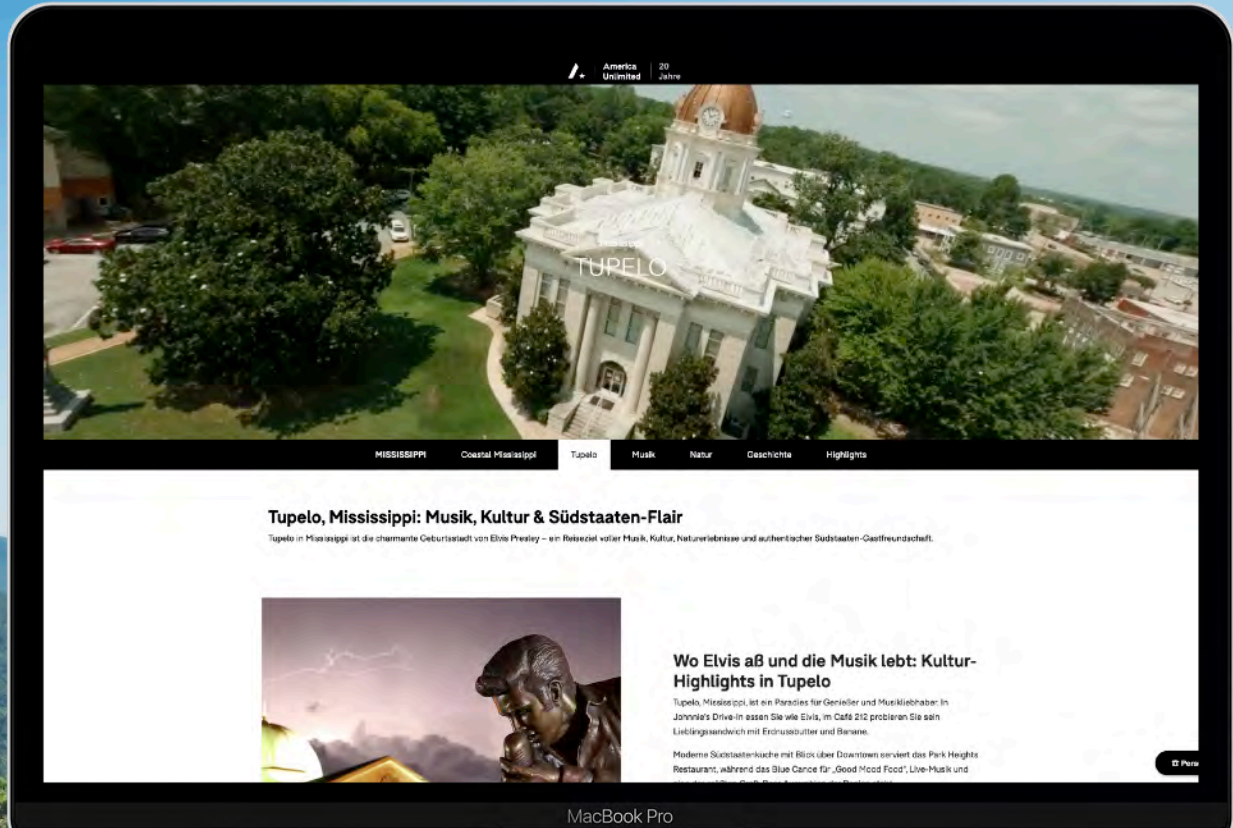 America
Unlimited
20
Jahre
TUPELO
MISSISSIPPI
Coastal Mississippi
Tupelo
Musik
Natur
Geschichte
Highlights
Tupelo, Mississippi: Musik, Kultur & Südstaaten-Flair
Tupelo in Mississippi ist die charmante Geburtsstadt von Elvis Presley – ein Reiseziel voller Musik, Kultur, Naturerlebnisse und authentischer Südstaaten-Gastfreundschaft.
Wo Elvis aß und die Musik lebt: Kultur-
Highlights in Tupelo
Tupelo, Mississippi, ist ein Paradies für Genießer und Musikliebhaber. In
Johnnie's Drive-In essen Sie wie Elvis, im Café 212 probieren Sie sein
Lieblingssandwich mit Erdnussbutter und Banane.
Moderne Südstaatenküche mit Blick über Downtown serviert das Park Heights
Restaurant, während das Blue Canoe für „Good Mood Food", Live-Musik und
Pers
MacBook Pro